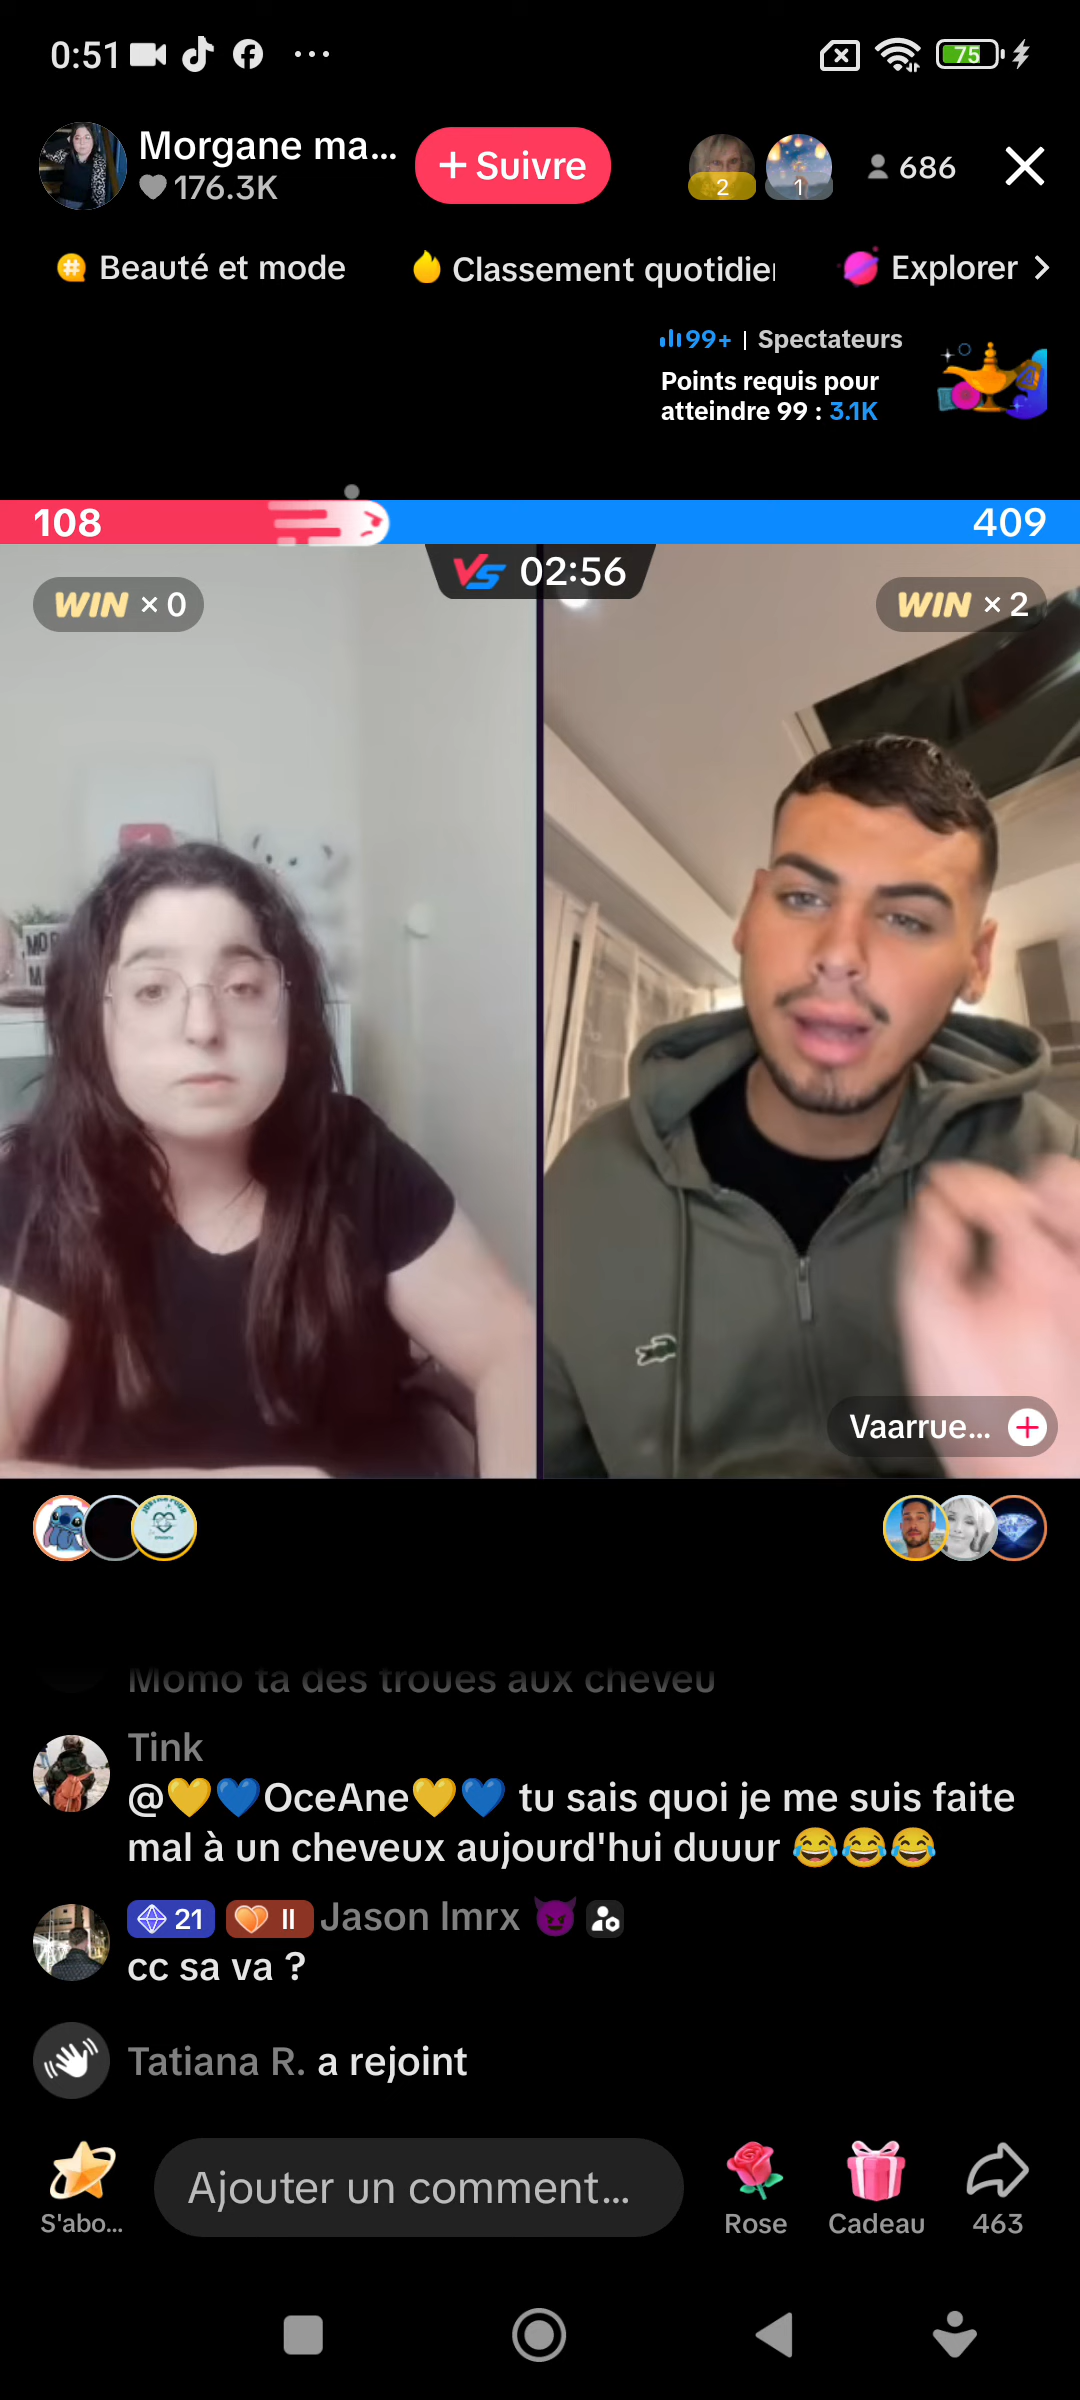 0:51
75
Morgane ma...
176.3K
+ Suivre
2
1
686
Beauté et mode
Classement quotidie
Explorer
99+ | Spectateurs
Points requis pour
atteindre 99 : 3.1K
108
409
VS 02:56
WIN × 0
WIN × 2
MO
M
Vaarrue...
Momo ta des troues aux cheveu
Tink
@💛💙OceAne💛💙 tu sais quoi je me suis faite
mal à un cheveux aujourd'hui duuur 😂😂😂
21 II Jason lmrx 😈
cc sa va ?
Tatiana R. a rejoint
S'abo...
Ajouter un comment...
Rose
Cadeau
463